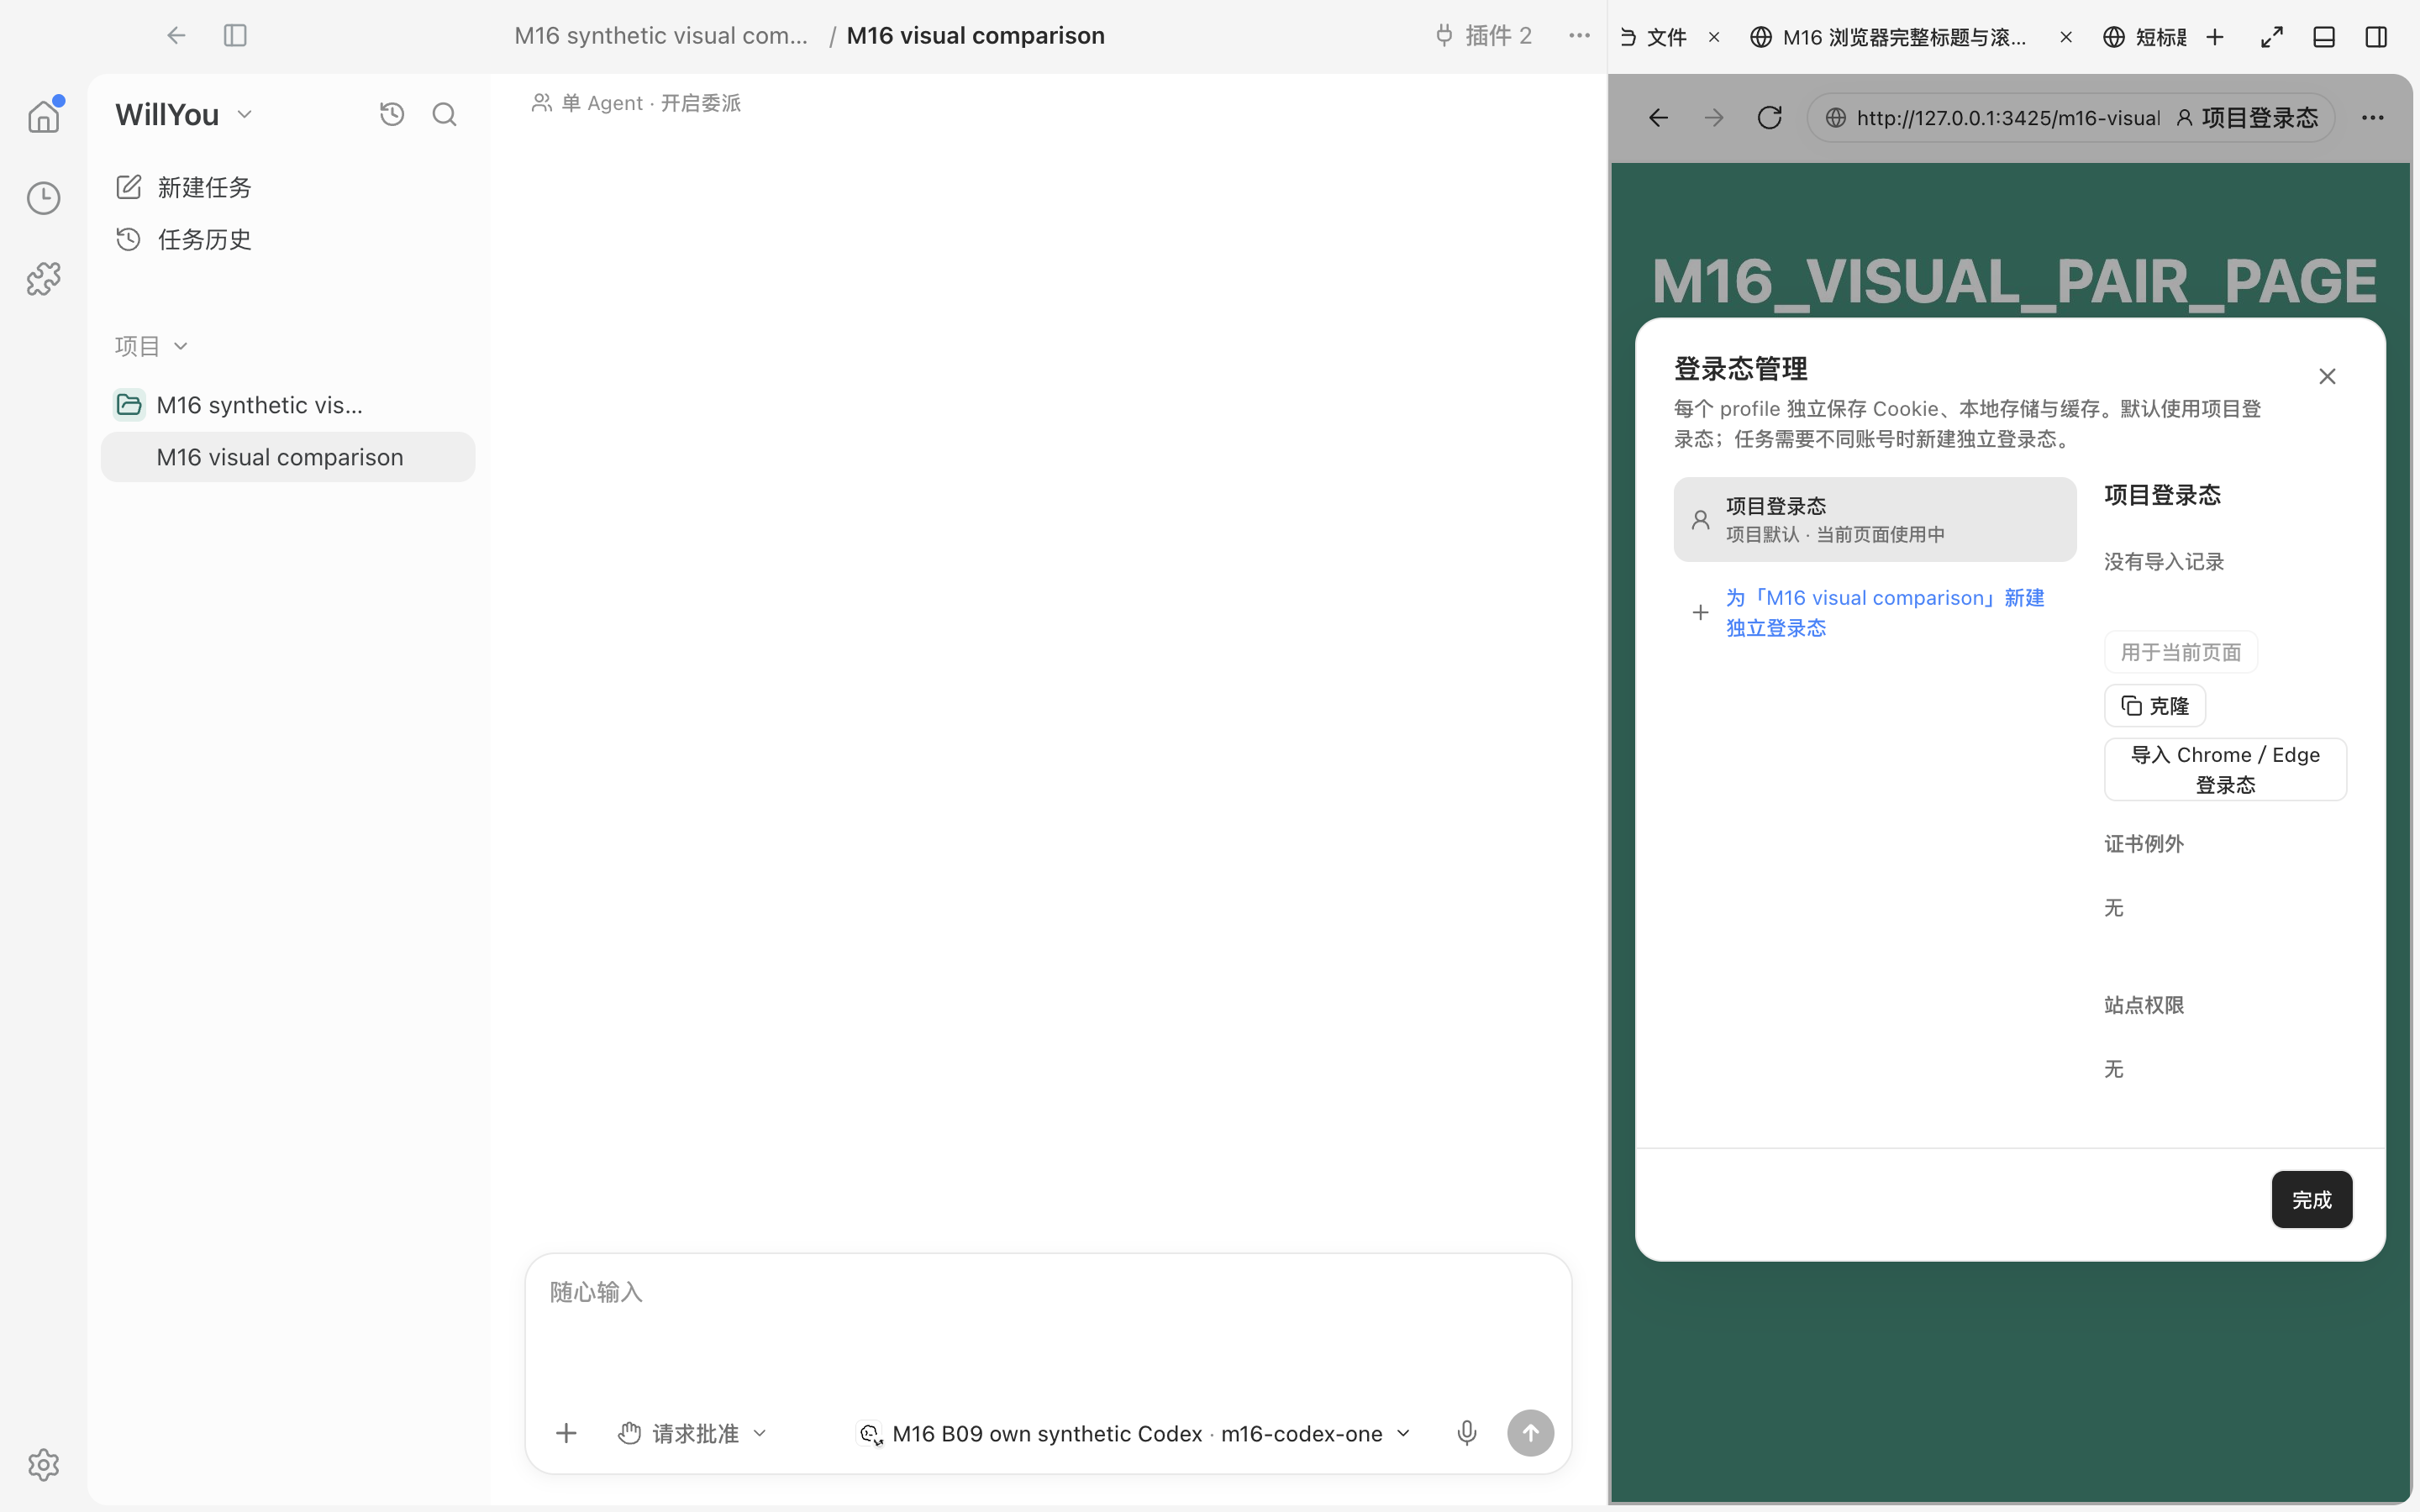 M16 synthetic visual com... / M16 visual comparison
插件 2
文件
M16 浏览器完整标题与滚...
短标题
WillYou
新建任务
任务历史
项目
M16 synthetic vis...
M16 visual comparison
单 Agent · 开启委派
随心输入
请求批准
M16 B09 own synthetic Codex · m16-codex-one
http://127.0.0.1:3425/m16-visual
项目登录态
M16_VISUAL_PAIR_PAGE
登录态管理
每个 profile 独立保存 Cookie、本地存储与缓存。默认使用项目登
录态；任务需要不同账号时新建独立登录态。
项目登录态
项目默认 · 当前页面使用中
为「M16 visual comparison」新建
独立登录态
项目登录态
没有导入记录
用于当前页面
克隆
导入 Chrome / Edge
登录态
证书例外
无
站点权限
无
完成